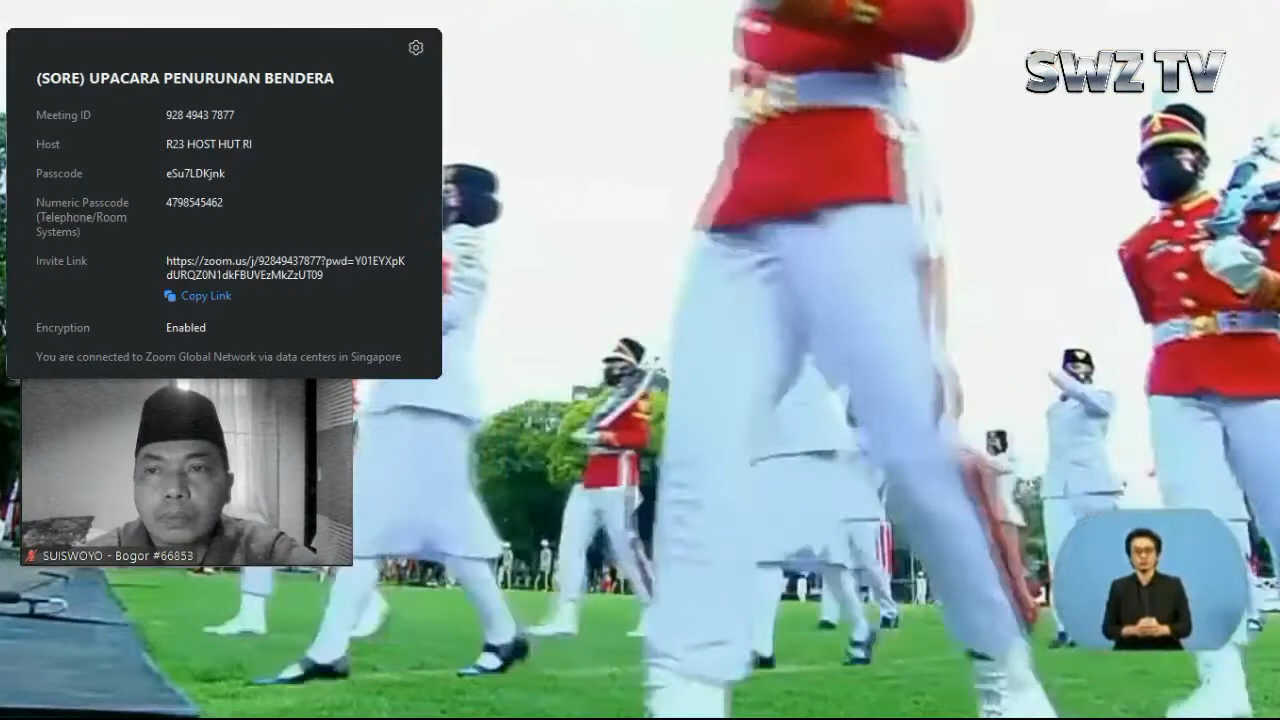 (SORE) UPACARA PENURUNAN BENDERA
Meeting ID 928 4943 7877
Host R23 HOST HUT RI
Passcode eSu7LDKjnk
Numeric Passcode 4798545462
(Telephone/Room
Systems)
Invite Link https://zoom.us/j/92849437877?pwd=Y01EYXpK
dURQZ0N1dkFBUVEzMkZzUT09
Copy Link
Encryption Enabled
You are connected to Zoom Global Network via data centers in Singapore
SUISWOYO - Bogor #66853
SWZ TV